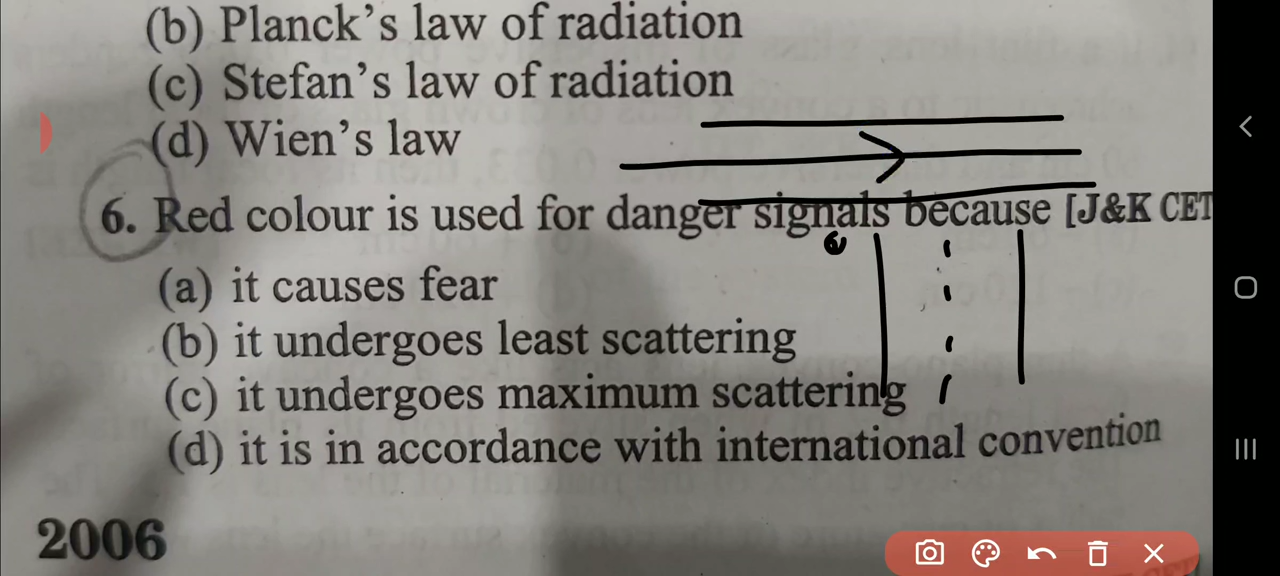 (b) Planck's law of radiation
(c) Stefan's law of radiation
(d) Wien's law
6. Red colour is used for danger signals because [J&K CET
(a) it causes fear
(b) it undergoes least scattering
(c) it undergoes maximum scattering
(d) it is in accordance with international convention
2006